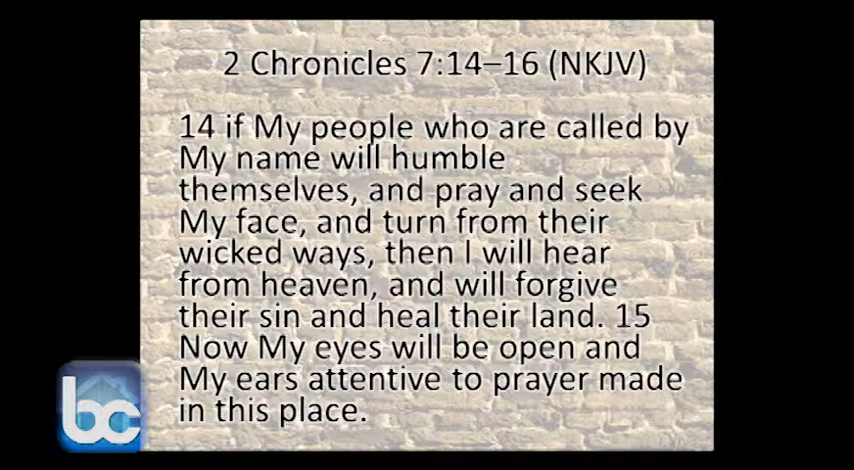 2 Chronicles 7:14–16 (NKJV)
14 if My people who are called by
My name will humble
themselves, and pray and seek
My face, and turn from their
wicked ways, then I will hear
from heaven, and will forgive
their sin and heal their land. 15
Now My eyes will be open and
My ears attentive to prayer made
in this place.
bc